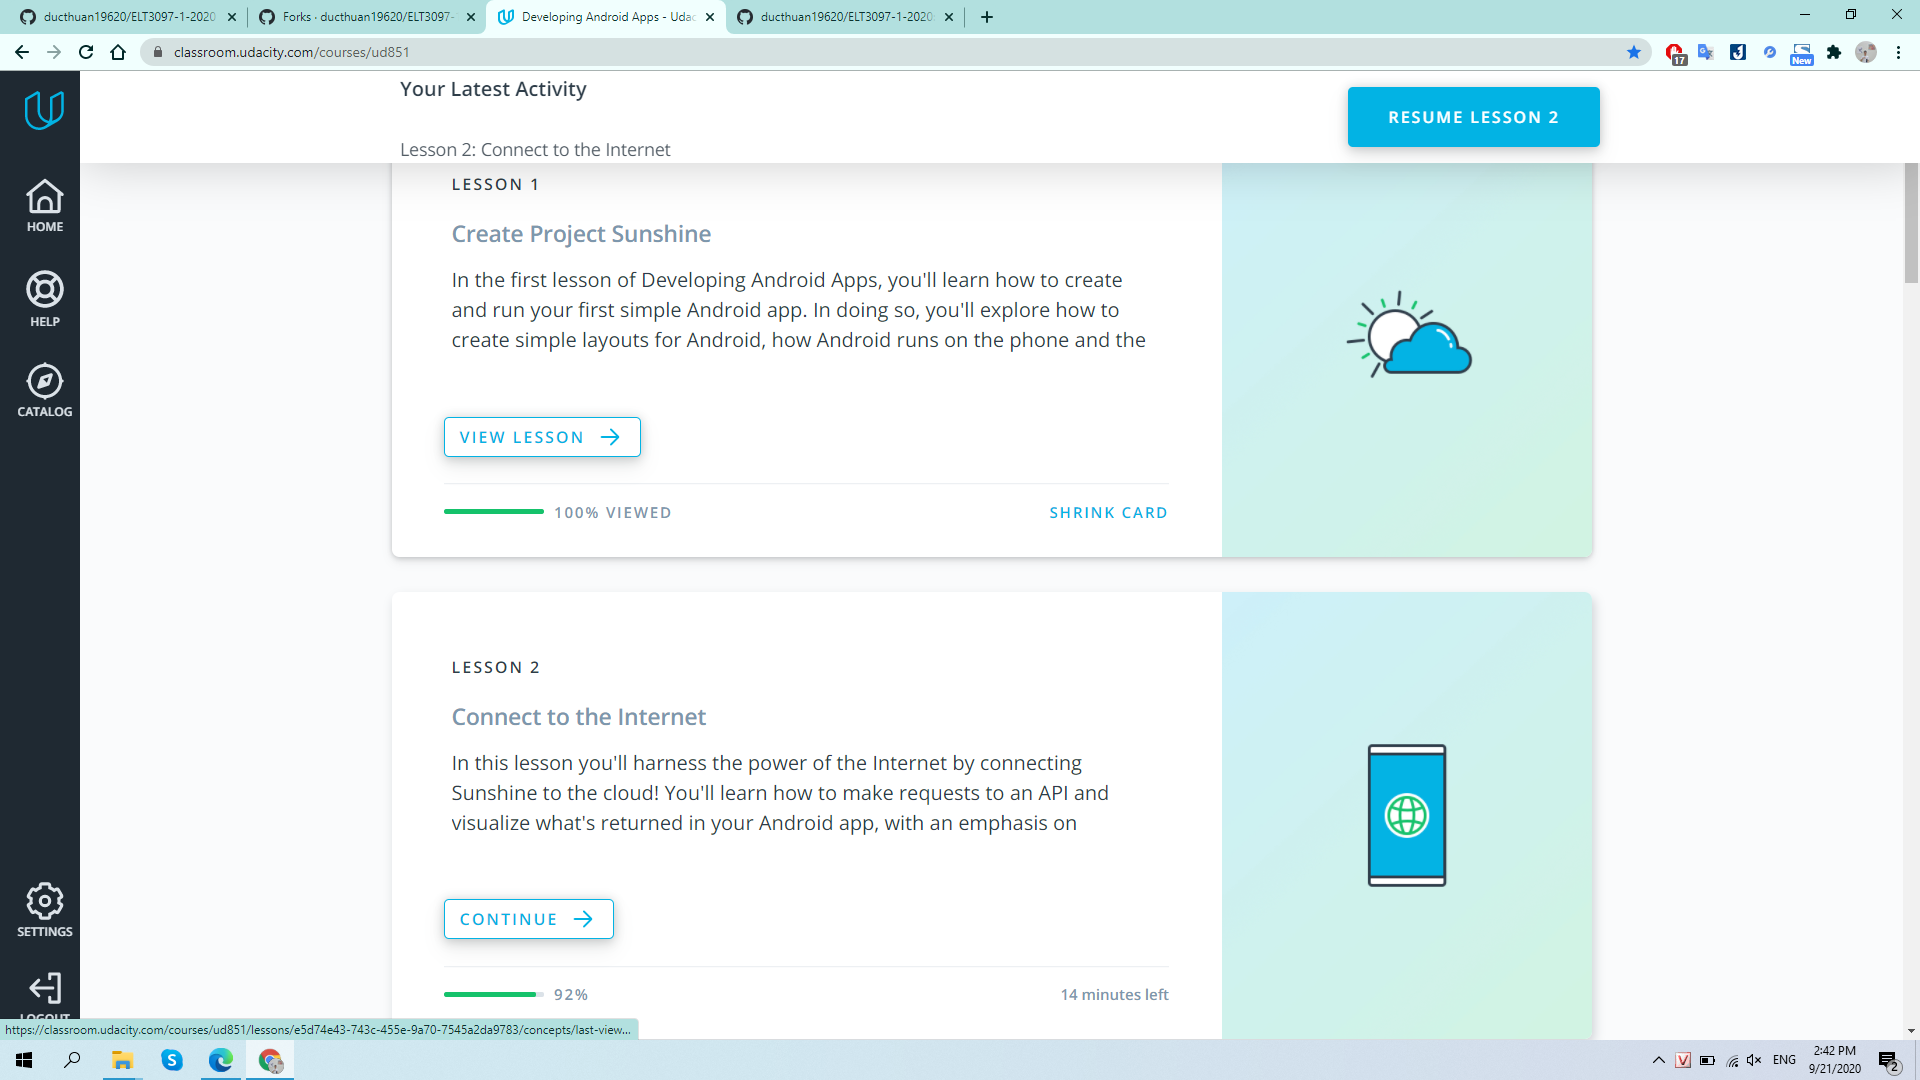 ducthuan19620/ELT3097-1-2020
Forks · ducthuan19620/ELT3097-
Developing Android Apps - Udac
ducthuan19620/ELT3097-1-2020
classroom.udacity.com/courses/ud851
17
New
Your Latest Activity
Lesson 2: Connect to the Internet
RESUME LESSON 2
HOME
HELP
CATALOG
SETTINGS
LOGOUT
LESSON 1
Create Project Sunshine
In the first lesson of Developing Android Apps, you'll learn how to create
and run your first simple Android app. In doing so, you'll explore how to
create simple layouts for Android, how Android runs on the phone and the
VIEW LESSON
100% VIEWED
SHRINK CARD
LESSON 2
Connect to the Internet
In this lesson you'll harness the power of the Internet by connecting
Sunshine to the cloud! You'll learn how to make requests to an API and
visualize what's returned in your Android app, with an emphasis on
CONTINUE
92%
14 minutes left
https://classroom.udacity.com/courses/ud851/lessons/e5d74e43-743c-455e-9a70-7545a2da9783/concepts/last-view...
ENG
2:42 PM
9/21/2020
2